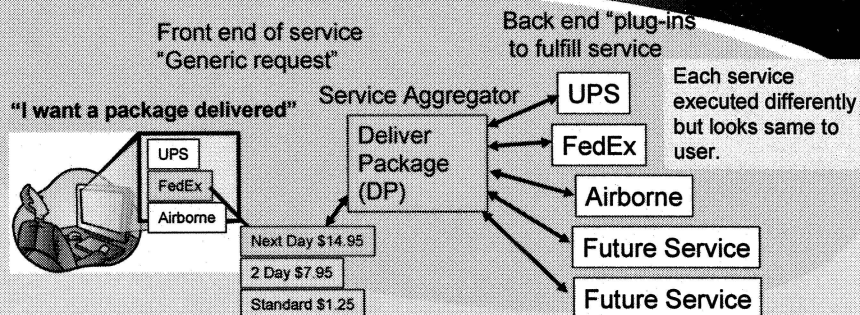 Front end of service
"Generic request"
Back end "plug-ins
to fulfill service
"I want a package delivered"
UPS
FedEx
Airborne
Next Day $14.95
2 Day $7.95
Standard $1.25
Service Aggregator
Deliver
Package
(DP)
UPS
FedEx
Airborne
Future Service
Future Service
Each service
executed differently
but looks same to
user.